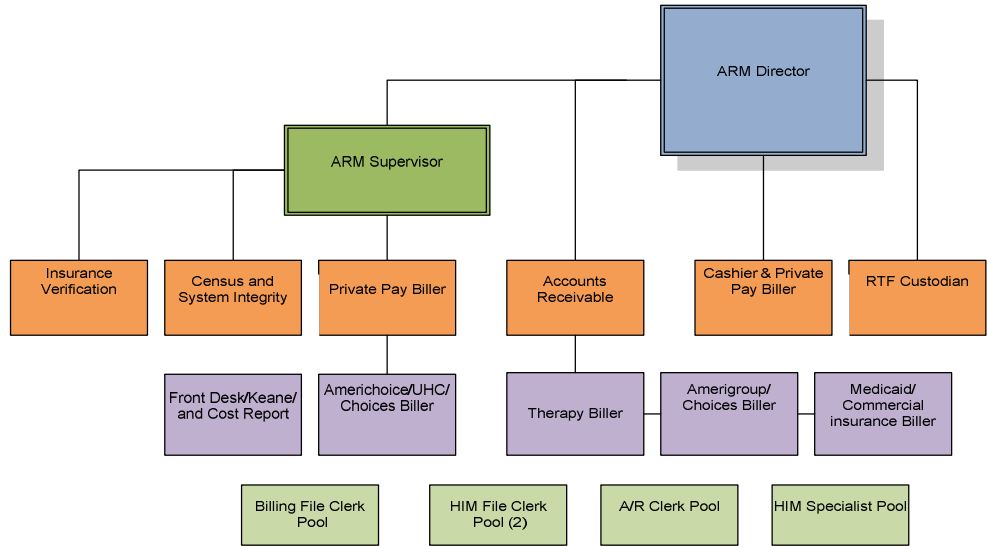 ARM Director
ARM Supervisor
Insurance
Verification
Census and
System Integrity
Private Pay Biller
Accounts
Receivable
Cashier & Private
Pay Biller
RTF Custodian
Front Desk/Keane/
and Cost Report
Americhoice/UHC/
Choices Biller
Therapy Biller
Amerigroup/
Choices Biller
Medicaid/
Commercial
insurance Biller
Billing File Clerk
Pool
HIM File Clerk
Pool (2)
A/R Clerk Pool
HIM Specialist Pool